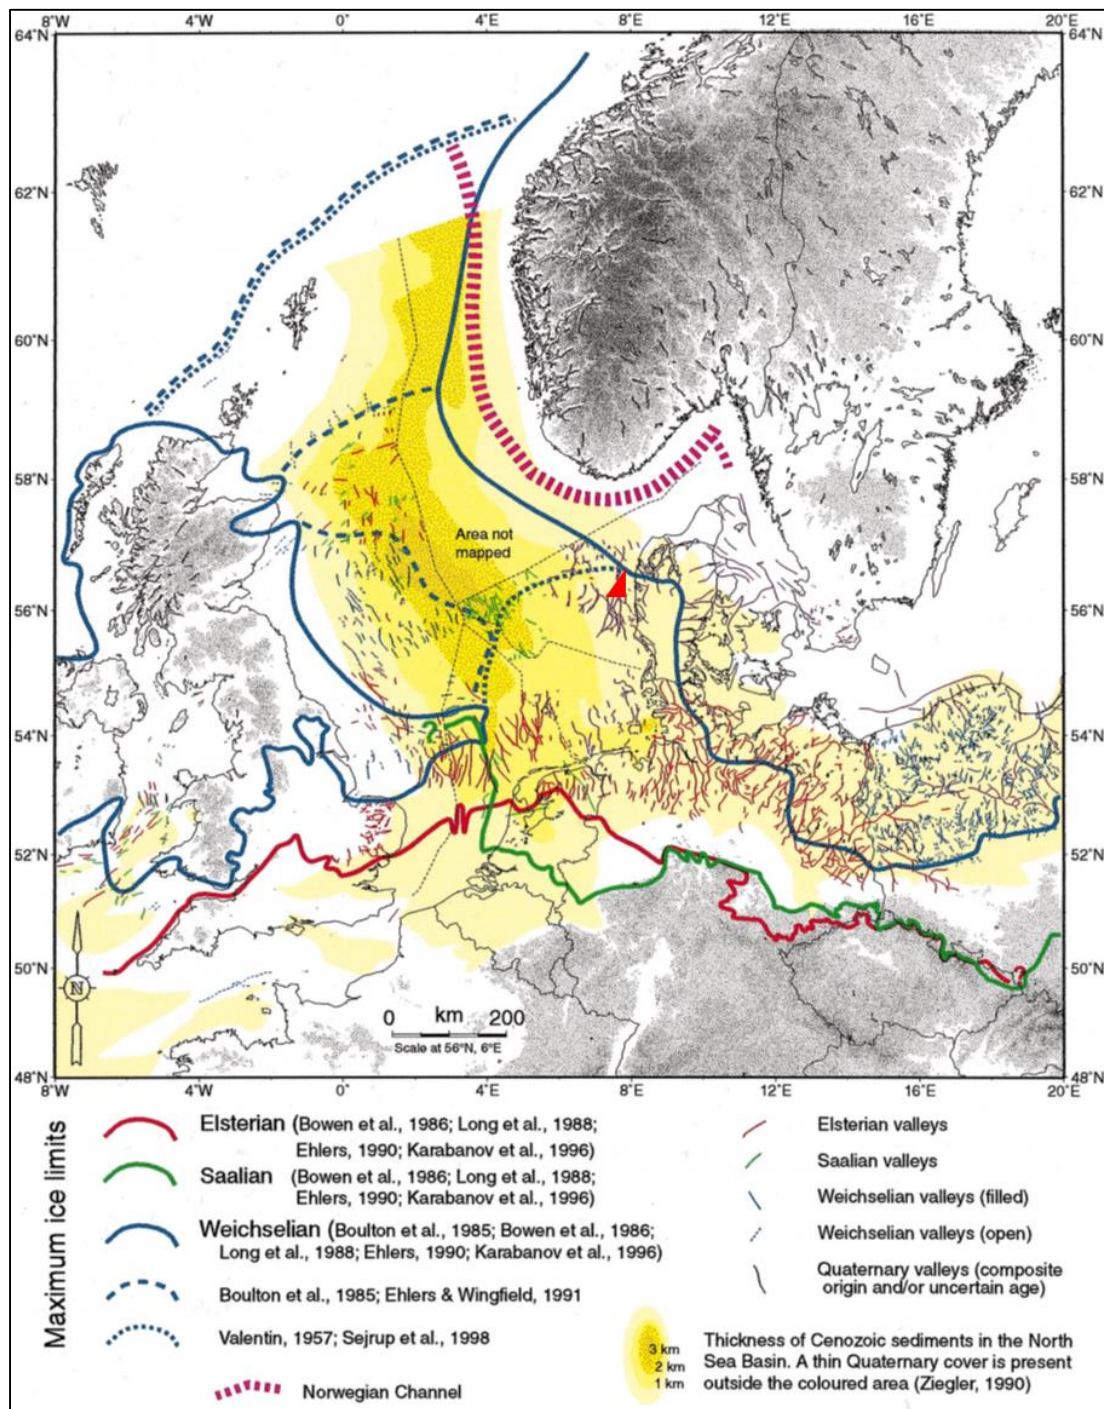 8°W 4°W 0° 4°E 8°E 12°E 16°E 20°E
64°N 64°N
62°N 62°N
60°N 60°N
58°N 58°N
Area not
mapped
56°N 56°N
54°N 54°N
?
52°N 52°N
50°N 50°N
?
N
0 km 200
Scale at 56°N, 6°E
48°N 48°N
8°W 4°W 0° 4°E 8°E 12°E 16°E 20°E
Maximum ice limits
Elsterian (Bowen et al., 1986; Long et al., 1988;
Ehlers, 1990; Karabanov et al., 1996)
Saalian (Bowen et al., 1986; Long et al., 1988;
Ehlers, 1990; Karabanov et al., 1996)
Weichselian (Boulton et al., 1985; Bowen et al., 1986;
Long et al., 1988; Ehlers, 1990; Karabanov et al., 1996)
Boulton et al., 1985; Ehlers & Wingfield, 1991
Valentin, 1957; Sejrup et al., 1998
Norwegian Channel
Elsterian valleys
Saalian valleys
Weichselian valleys (filled)
Weichselian valleys (open)
Quaternary valleys (composite
origin and/or uncertain age)
3 km
2 km
1 km
Thickness of Cenozoic sediments in the North
Sea Basin. A thin Quaternary cover is present
outside the coloured area (Ziegler, 1990)